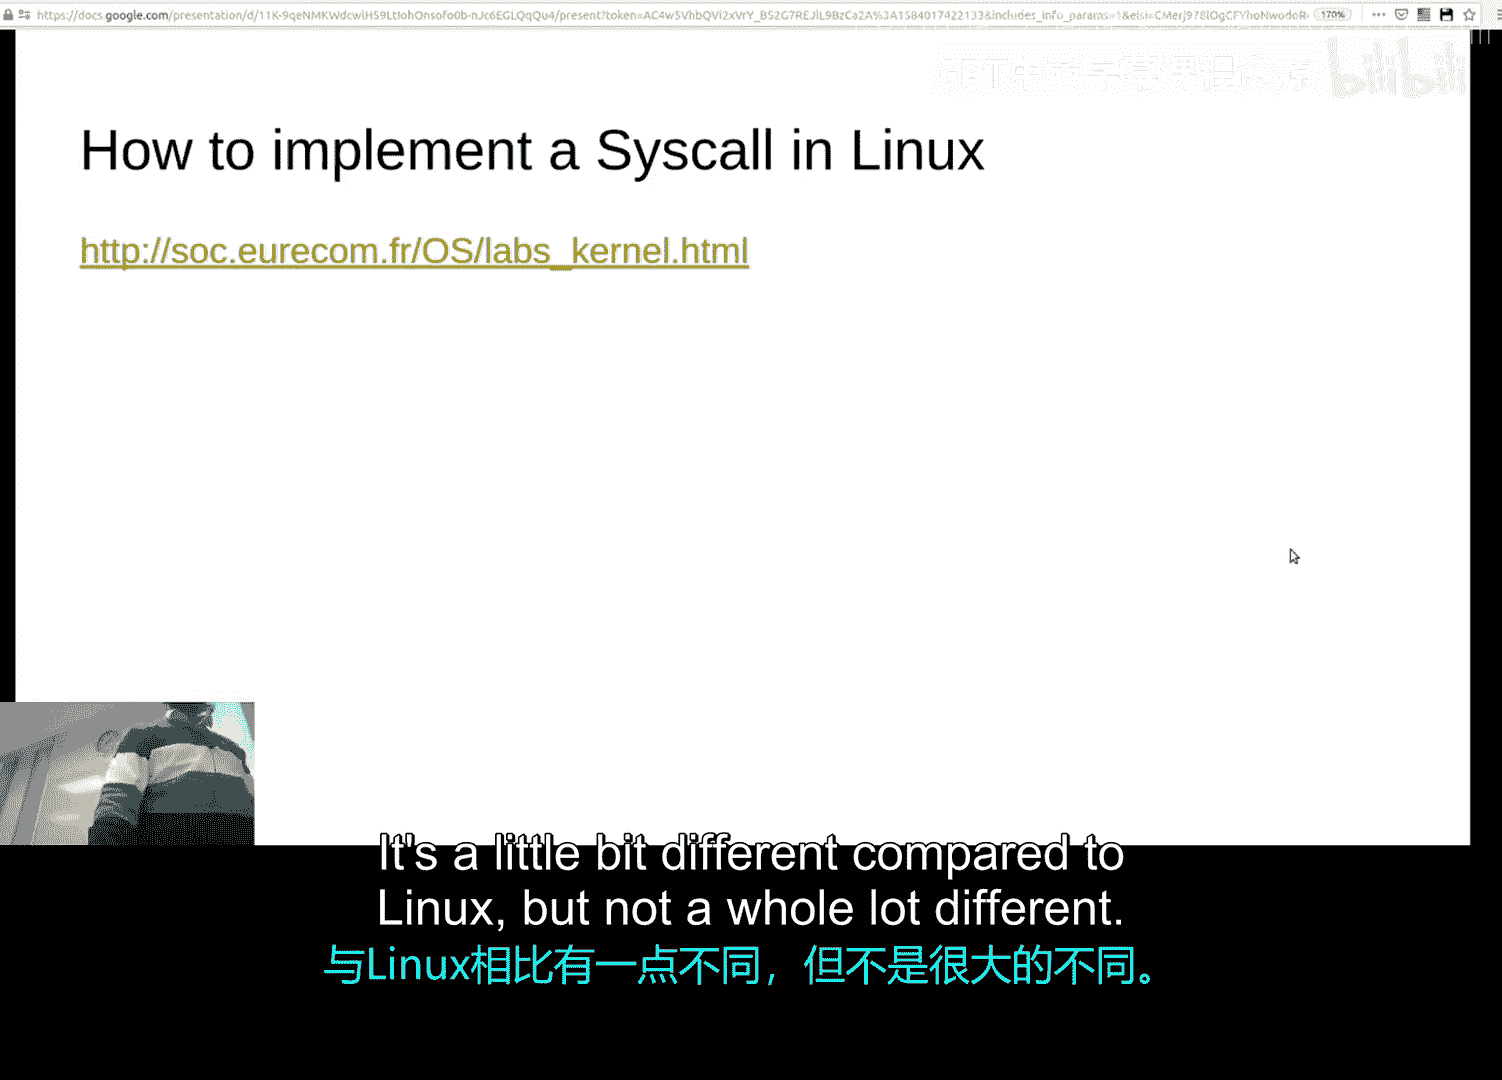 How to implement a Syscall in Linux
http://soc.eurecom.fr/OS/labs_kernel.html
It's a little bit different compared to
Linux, but not a whole lot different.
与Linux相比有一点不同，但不是很大的不同。
170%
bilibili